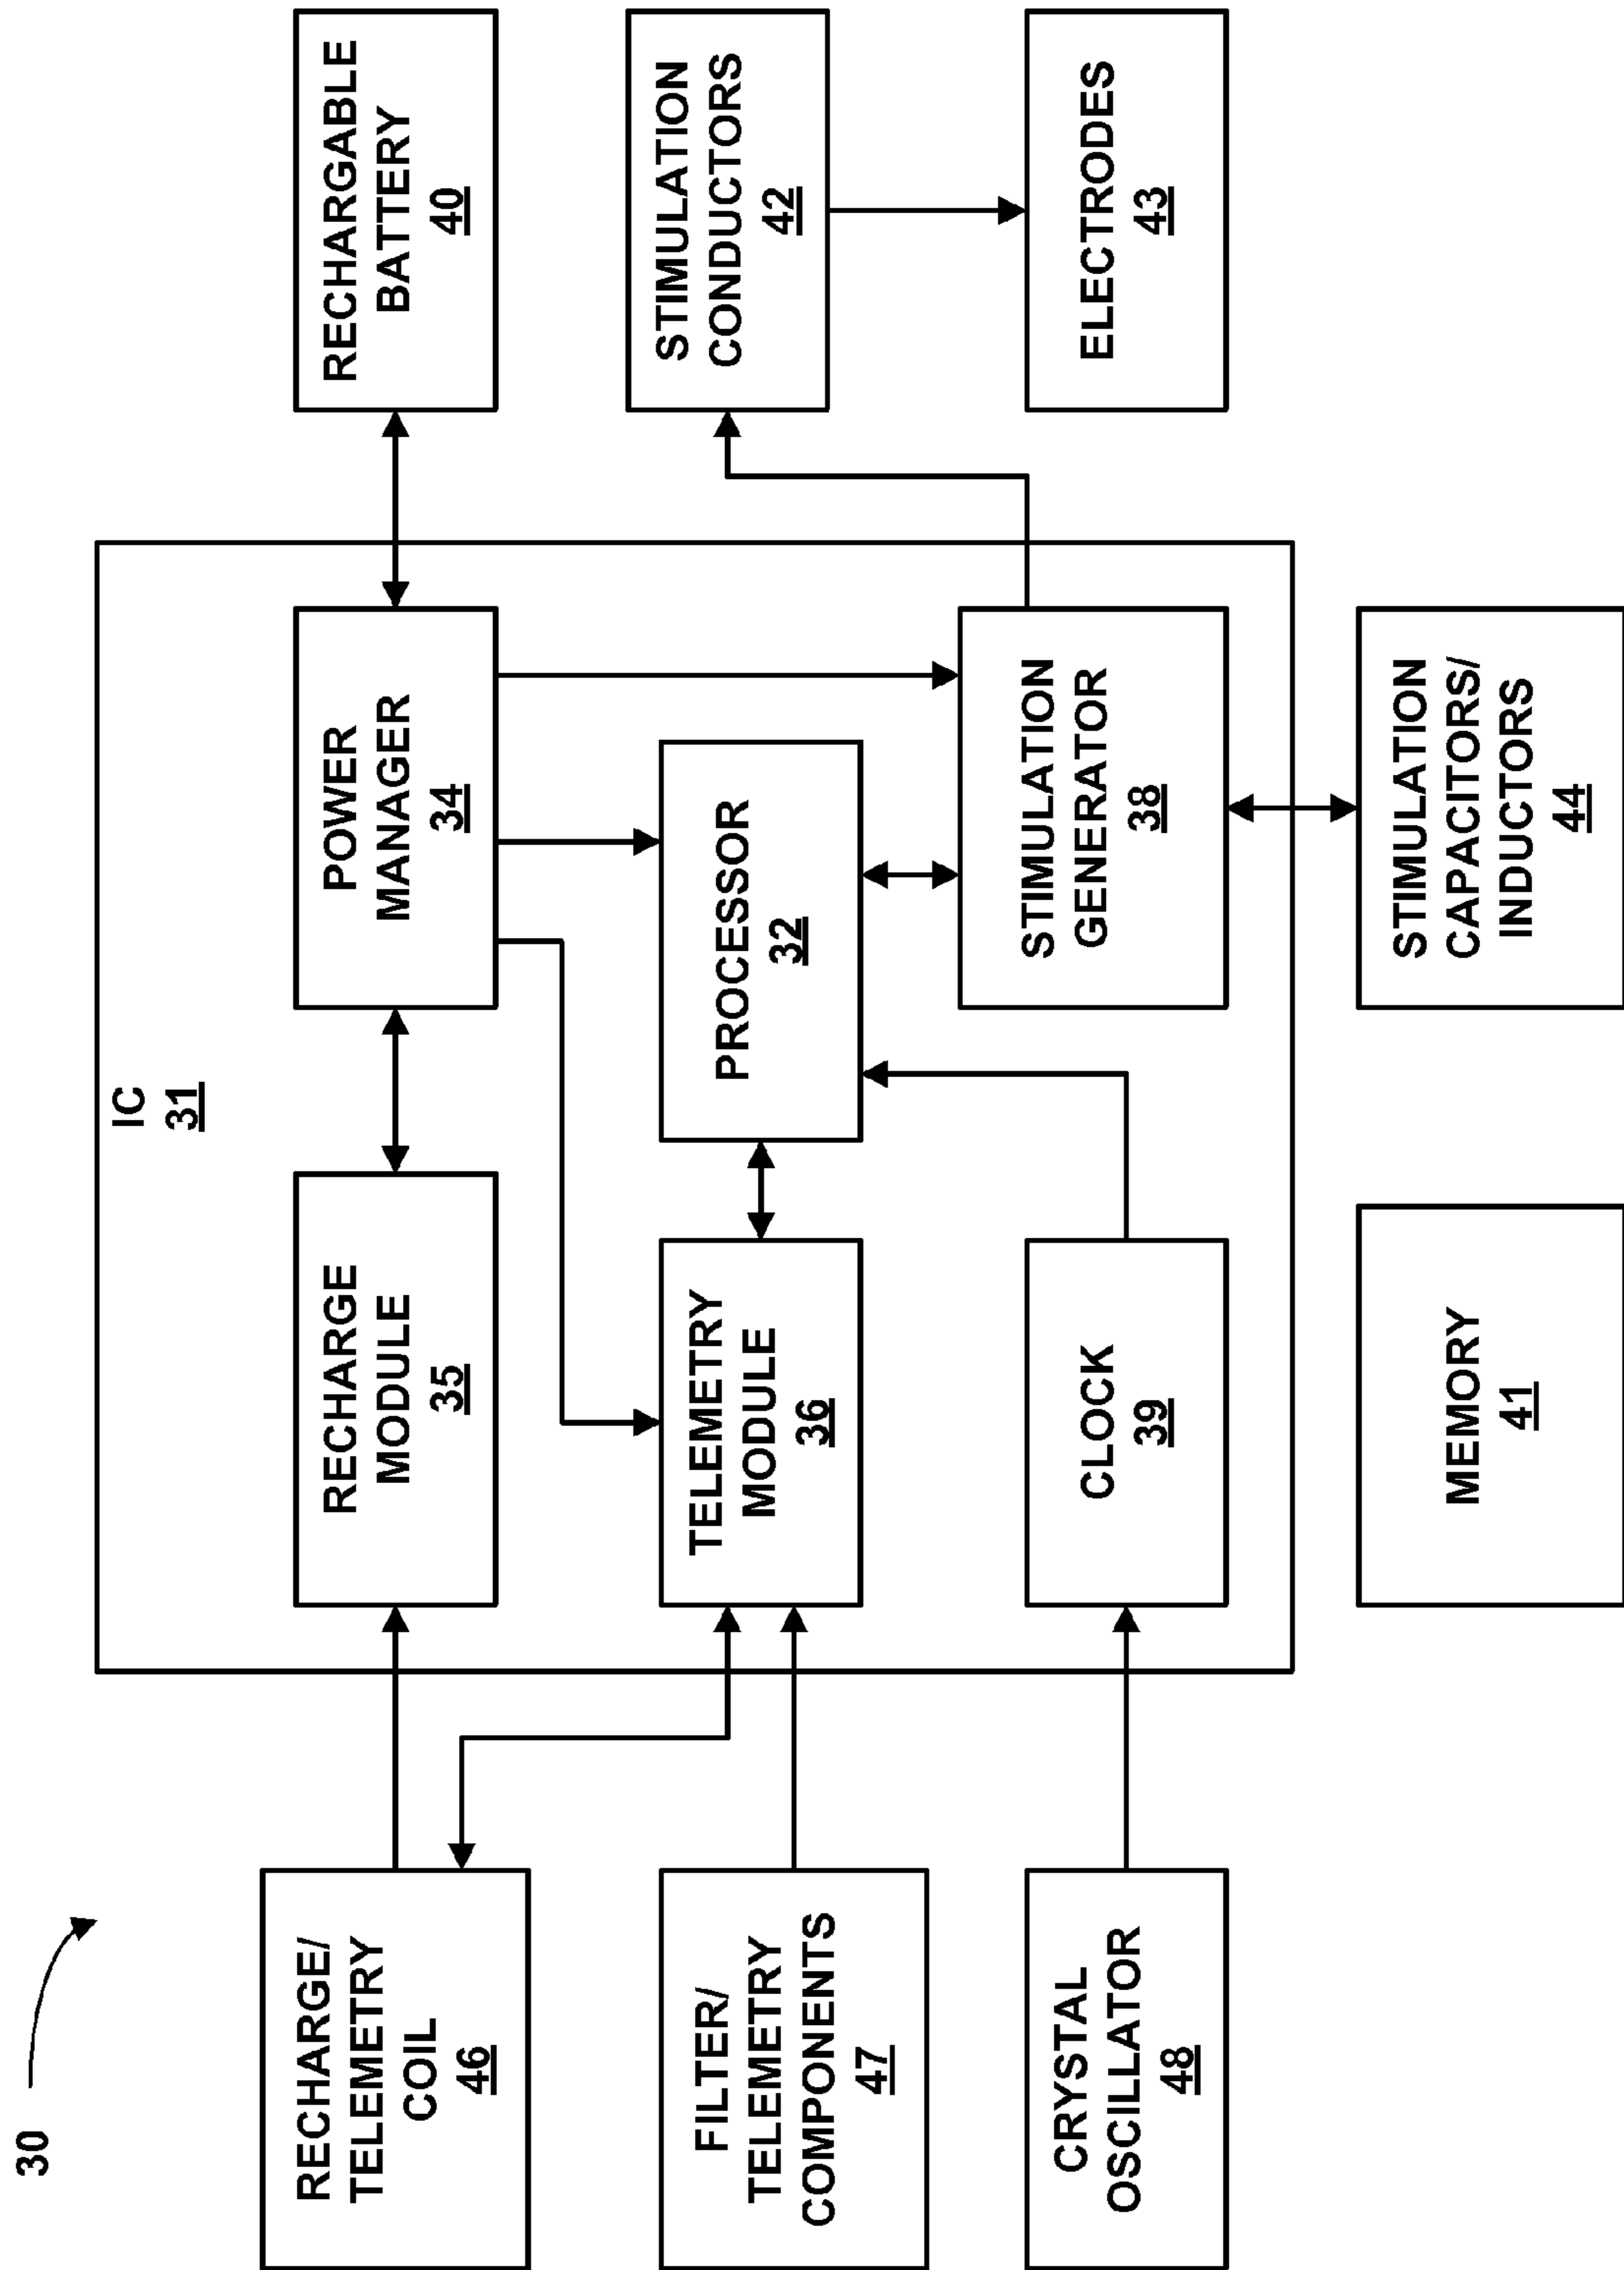 30
IC
31
RECHARGE/
TELEMETRY
COIL
46
RECHARGE
MODULE
35
POWER
MANAGER
34
RECHARGABLE
BATTERY
40
FILTER/
TELEMETRY
COMPONENTS
47
TELEMETRY
MODULE
36
PROCESSOR
32
STIMULATION
CONDUCTORS
42
CRYSTAL
OSCILLATOR
48
CLOCK
39
STIMULATION
GENERATOR
38
ELECTRODES
43
MEMORY
41
STIMULATION
CAPACITORS/
INDUCTORS
44